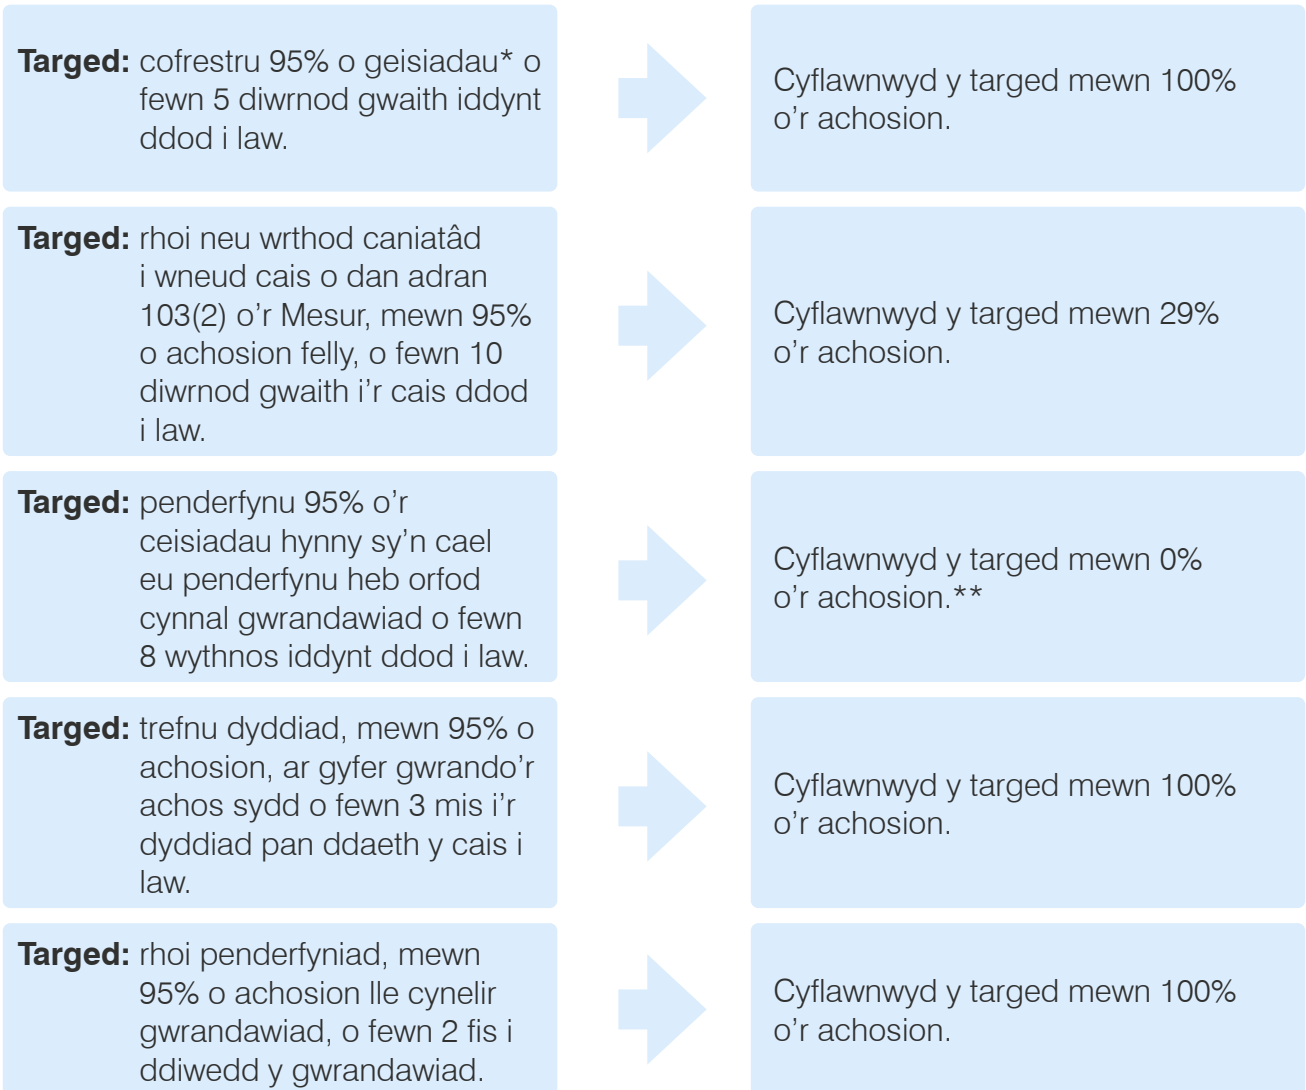 Targed: cofrestru 95% o geisiadau* o
fewn 5 diwrnod gwaith iddynt
ddod i law.
Cyflawnwyd y targed mewn 100%
o’r achosion.
Targed: rhoi neu wrthod caniatâd
i wneud cais o dan adran
103(2) o’r Mesur, mewn 95%
o achosion felly, o fewn 10
diwrnod gwaith i’r cais ddod
i law.
Cyflawnwyd y targed mewn 29%
o’r achosion.
Targed: penderfynu 95% o’r
ceisiadau hynny sy’n cael
eu penderfynu heb orfod
cynnal gwrandawiad o fewn
8 wythnos iddynt ddod i law.
Cyflawnwyd y targed mewn 0%
o’r achosion.**
Targed: trefnu dyddiad, mewn 95% o
achosion, ar gyfer gwrando’r
achos sydd o fewn 3 mis i’r
dyddiad pan ddaeth y cais i
law.
Cyflawnwyd y targed mewn 100%
o’r achosion.
Targed: rhoi penderfyniad, mewn
95% o achosion lle cynelir
gwrandawiad, o fewn 2 fis i
ddiwedd y gwrandawiad.
Cyflawnwyd y targed mewn 100%
o’r achosion.